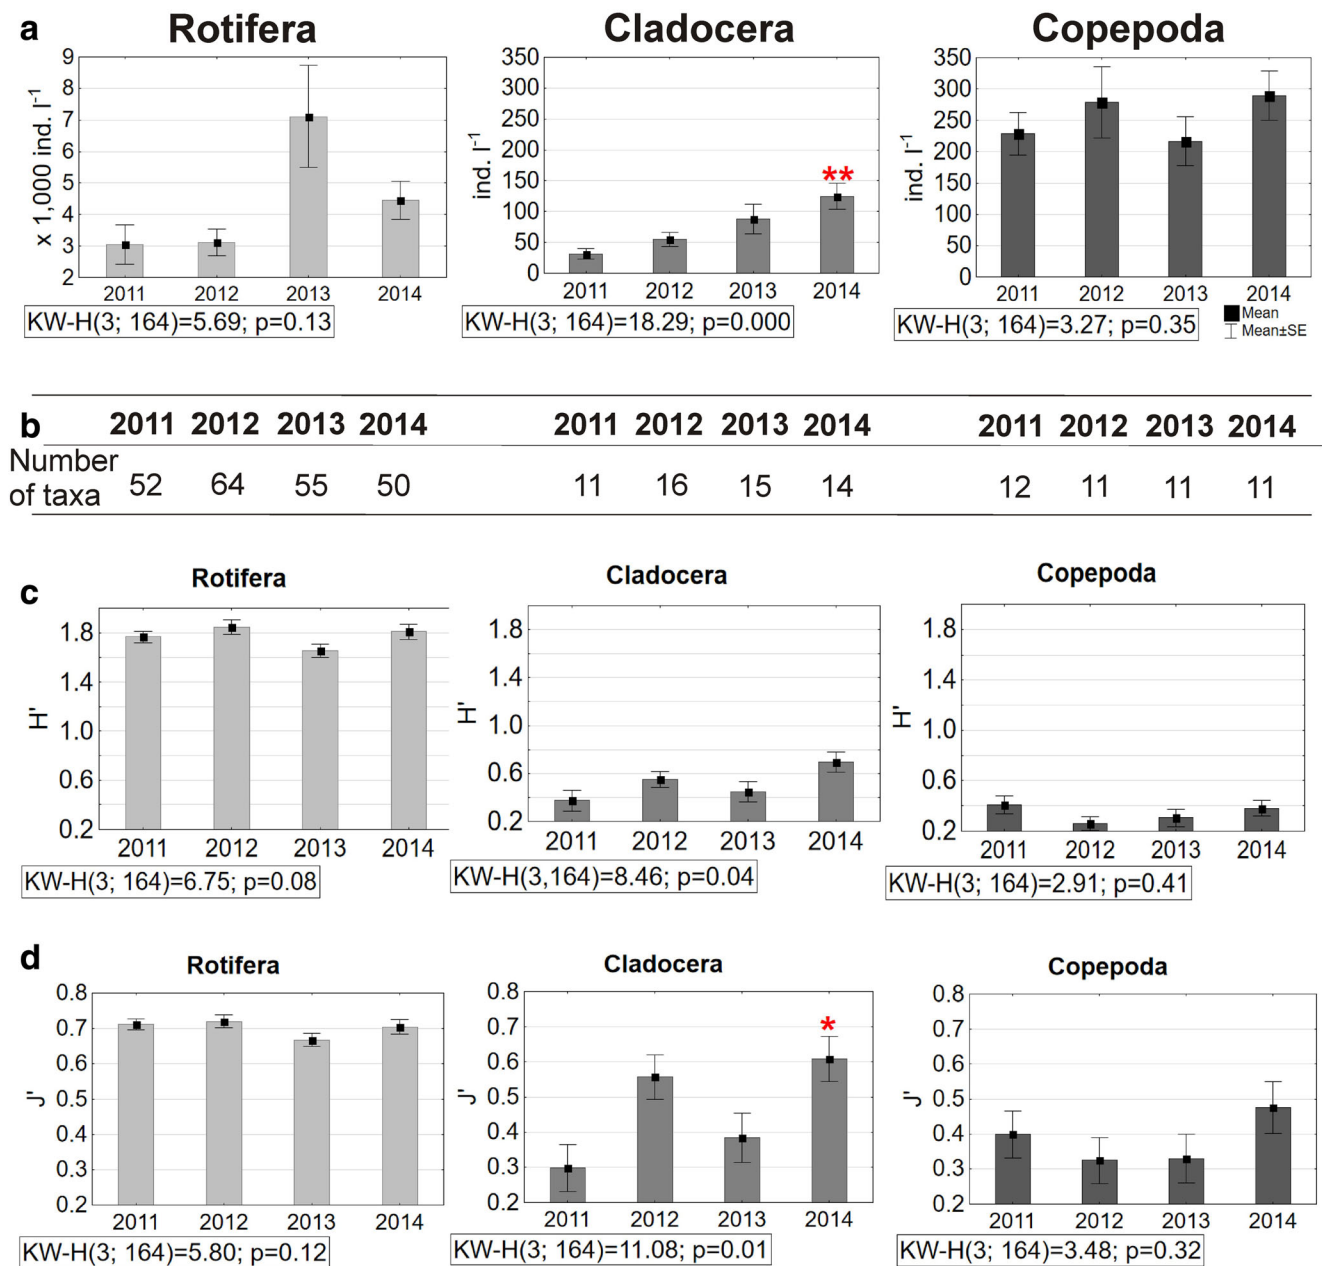 a
Rotifera
Cladocera
Copepoda
x 1,000 ind. l-1
9
8
7
6
5
4
3
2
2011 2012 2013 2014
KW-H(3; 164)=5.69; p=0.13
ind. l-1
350
300
250
200
150
100
50
0
**
2011 2012 2013 2014
KW-H(3; 164)=18.29; p=0.000
ind. l-1
350
300
250
200
150
100
50
0
2011 2012 2013 2014
KW-H(3; 164)=3.27; p=0.35
Mean
Mean±SE
b
2011 2012 2013 2014 2011 2012 2013 2014 2011 2012 2013 2014
Number
of taxa 52 64 55 50 11 16 15 14 12 11 11 11
c
Rotifera
H'
1.8
1.4
1.0
0.6
0.2
2011 2012 2013 2014
KW-H(3; 164)=6.75; p=0.08
Cladocera
H'
1.8
1.4
1.0
0.6
0.2
2011 2012 2013 2014
KW-H(3,164)=8.46; p=0.04
Copepoda
H'
1.8
1.4
1.0
0.6
0.2
2011 2012 2013 2014
KW-H(3; 164)=2.91; p=0.41
d
Rotifera
J'
0.8
0.7
0.6
0.5
0.4
0.3
0.2
2011 2012 2013 2014
KW-H(3; 164)=5.80; p=0.12
Cladocera
J'
0.8
0.7
0.6
0.5
0.4
0.3
0.2
*
2011 2012 2013 2014
KW-H(3; 164)=11.08; p=0.01
Copepoda
J'
0.8
0.7
0.6
0.5
0.4
0.3
0.2
2011 2012 2013 2014
KW-H(3; 164)=3.48; p=0.32